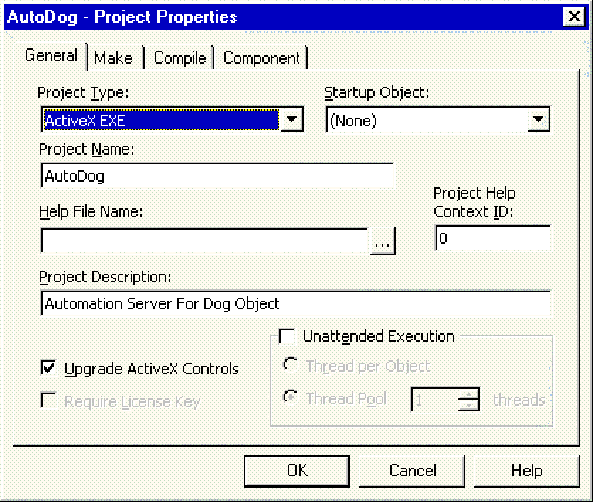 AutoDog - Project Properties
General Make Compile Component
Project Type: Startup Object:
ActiveX EXE (None)
Project Name:
AutoDog
Project Help
Help File Name: Context ID:
... 0
Project Description:
Automation Server For Dog Object
Unattended Execution
Upgrade ActiveX Controls Thread per Object
Require License Key Thread Pool 1 threads
OK Cancel Help